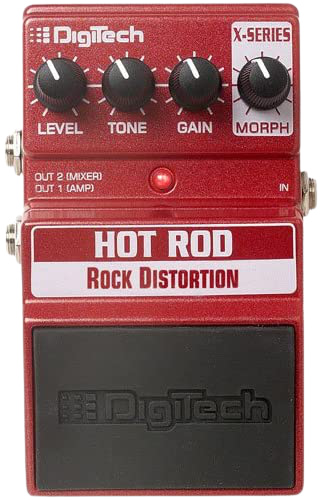 DigiTech
X-SERIES
LEVEL TONE GAIN MORPH
OUT 2 (MIXER)
OUT 1 (AMP) IN
HOT ROD
ROCK DISTORTION
DigiTech